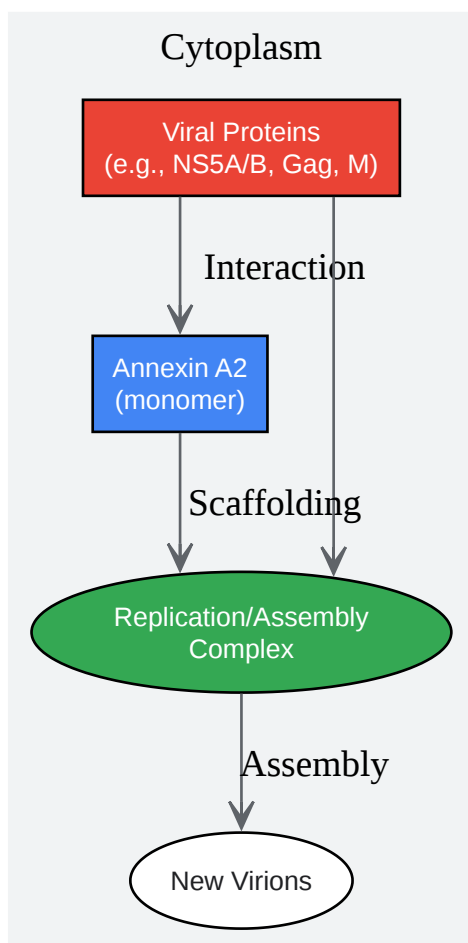 Cytoplasm
Viral Proteins
(e.g., NS5A/B, Gag, M)
Interaction
Annexin A2
(monomer)
Scaffolding
Replication/Assembly
Complex
Assembly
New Virions